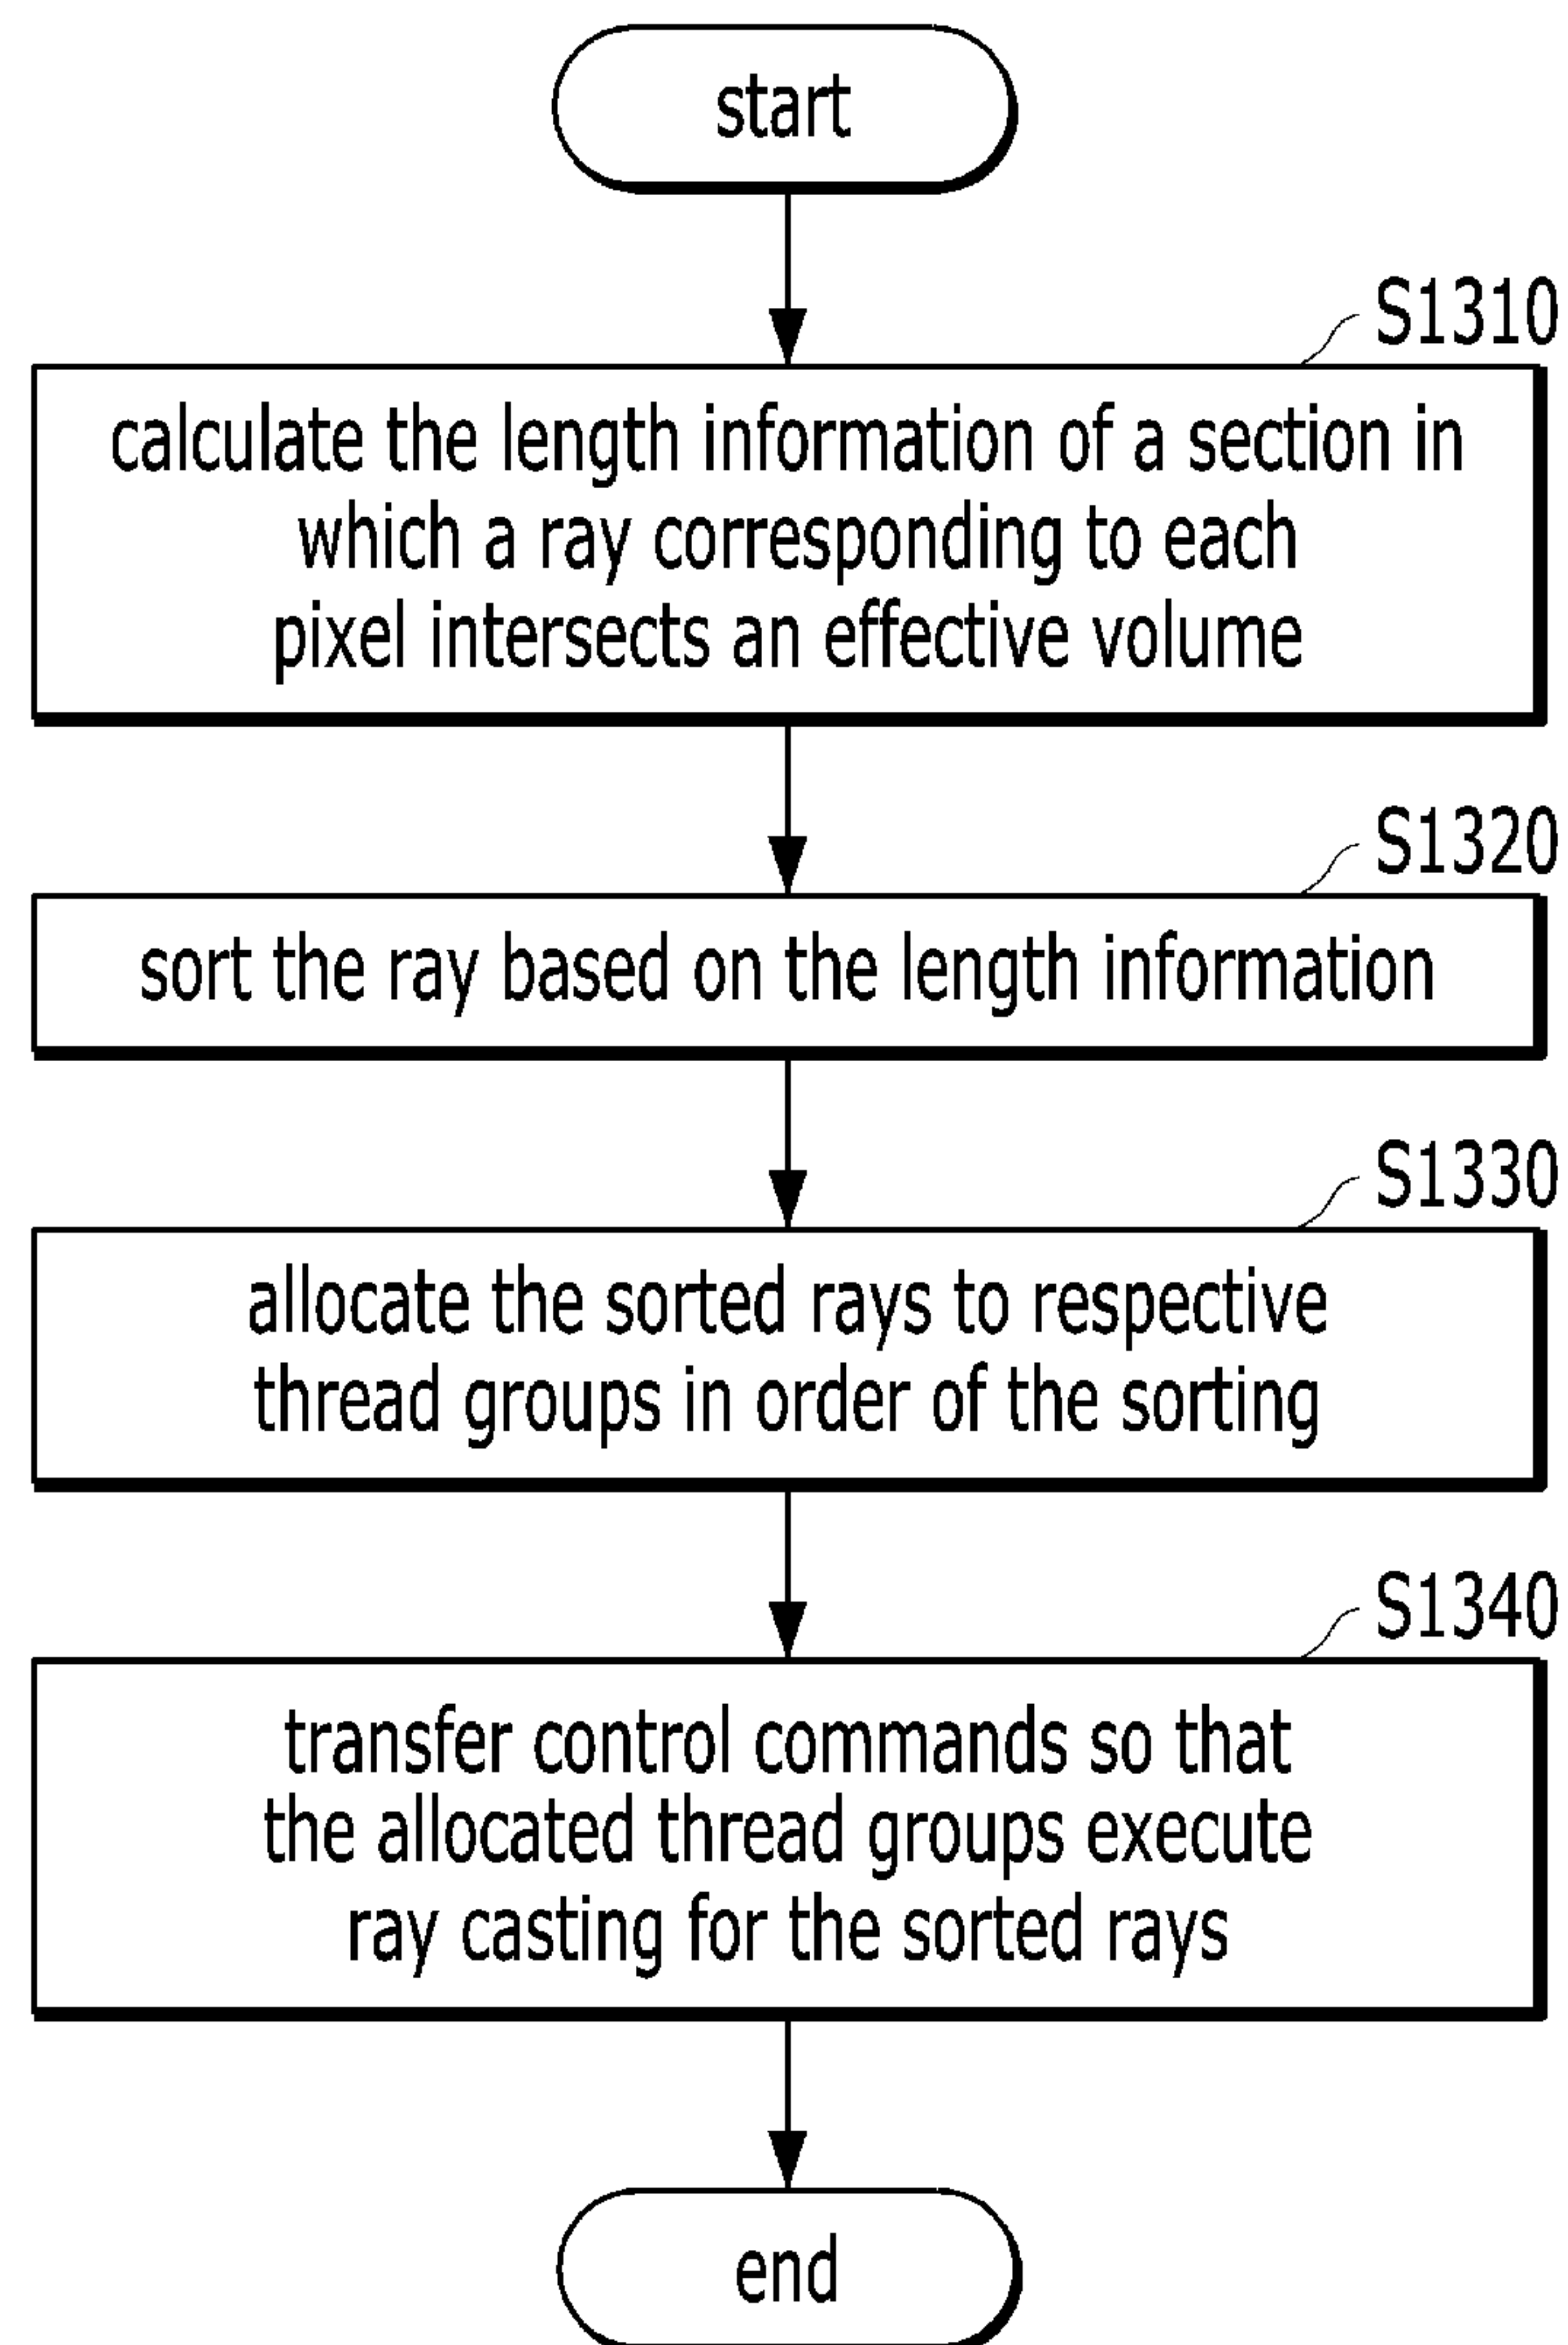 start
S1310
calculate the length information of a section in
which a ray corresponding to each
pixel intersects an effective volume
S1320
sort the ray based on the length information
S1330
allocate the sorted rays to respective
thread groups in order of the sorting
S1340
transfer control commands so that
the allocated thread groups execute
ray casting for the sorted rays
end